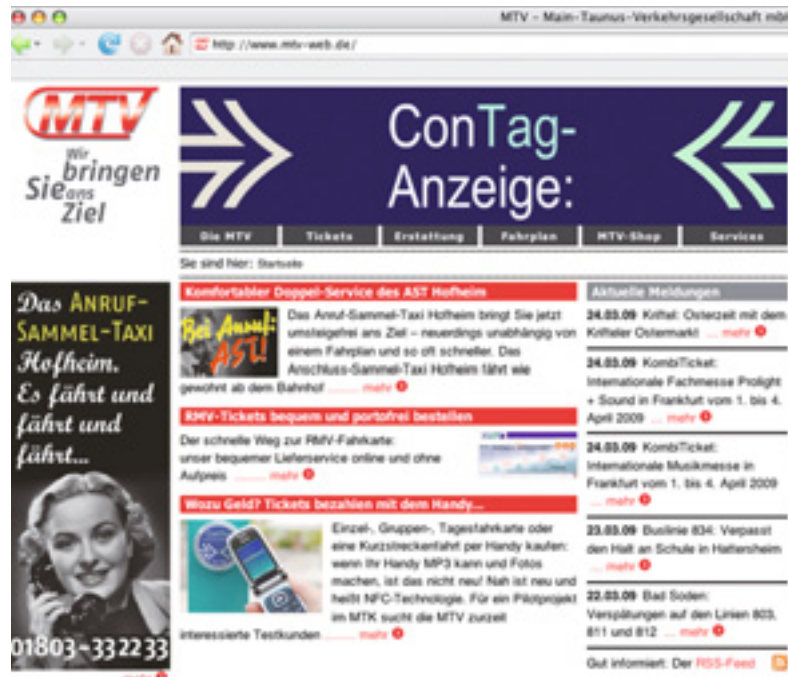 MTV - Main-Taunus-Verkehrsgesellschaft mbH
http://www.mtv-web.de/
MTV
Wir
bringen
Sie ans
Ziel
ConTag-
Anzeige:
Die MTV
Tickets
Erstattung
Fahrplan
MTV-Shop
Services
Sie sind hier: Startseite
Das ANRUF-
SAMMEL-TAXI
Hofheim.
Es fährt und
fährt und
fährt...
01803-332233
mehr
Komfortabler Doppel-Service des AST Hofheim
Bei Anruf:
AST!
Das Anruf-Sammel-Taxi Hofheim bringt Sie jetzt
umsteigefrei ans Ziel – neuerdings unabhängig von
einem Fahrplan und so oft schneller. Das
Anschluss-Sammel-Taxi Hofheim fährt wie
gewohnt ab dem Bahnhof ........ mehr
RMV-Tickets bequem und portofrei bestellen
Der schnelle Weg zur RMV-Fahrkarte:
unser bequemer Lieferservice online und ohne
Aufpreis ........ mehr
Wozu Geld? Tickets bezahlen mit dem Handy...
Einzel-, Gruppen-, Tagesfahrkarte oder
eine Kurzstreckenfahrt per Handy kaufen:
wenn Ihr Handy MP3 kann und Fotos
machen, ist das nicht neu! Nah ist neu und
heißt NFC-Technologie. Für ein Pilotprojekt
im MTK sucht die MTV zurzeit
interessierte Testkunden ........ mehr
Aktuelle Meldungen
24.03.09 Kriftel: Osterzeit mit dem
Krifteler Ostermarkt ... mehr
24.03.09 KombiTicket:
Internationale Fachmesse Prolight
+ Sound in Frankfurt vom 1. bis 4.
April 2009 ... mehr
24.03.09 KombiTicket:
Internationale Musikmesse in
Frankfurt vom 1. bis 4. April 2009
... mehr
23.03.09 Buslinie 834: Verpasst
den Halt an Schule in Hattersheim
... mehr
22.03.09 Bad Soden:
Verspätungen auf den Linien 803,
811 und 812 ... mehr
Gut informiert: Der RSS-Feed